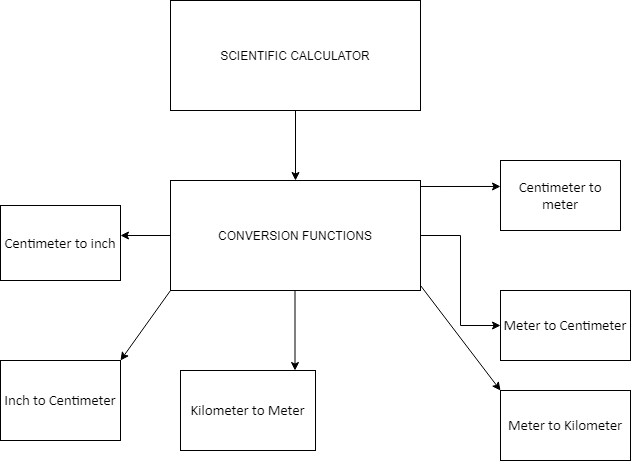 SCIENTIFIC CALCULATOR
Centimeter to
meter
CONVERSION FUNCTIONS
Centimeter to inch
Meter to Centimeter
Inch to Centimeter
Kilometer to Meter
Meter to Kilometer